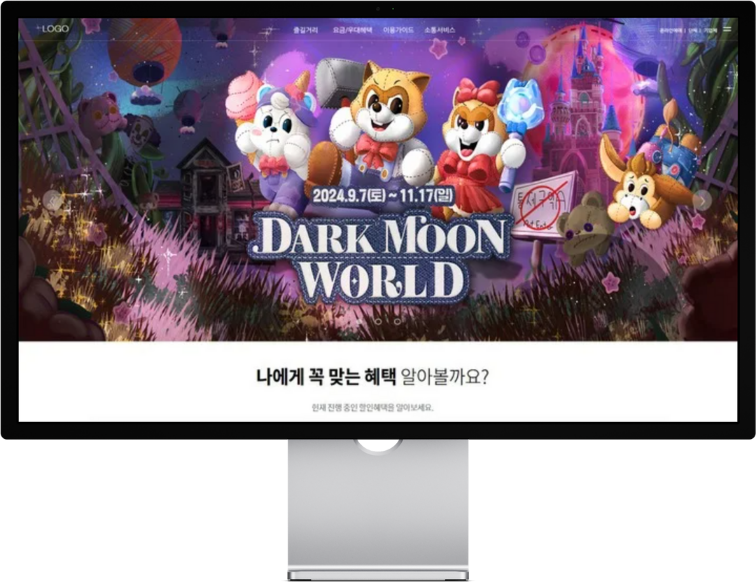 LOGO
즐길거리 요금/우대혜택 이용가이드 소통서비스
2024.9.7(토) ~ 11.17(일)
DARK MOON
WORLD
나에게 꼭 맞는 혜택 알아볼까요?
현재 진행 중인 할인혜택을 알아보세요.